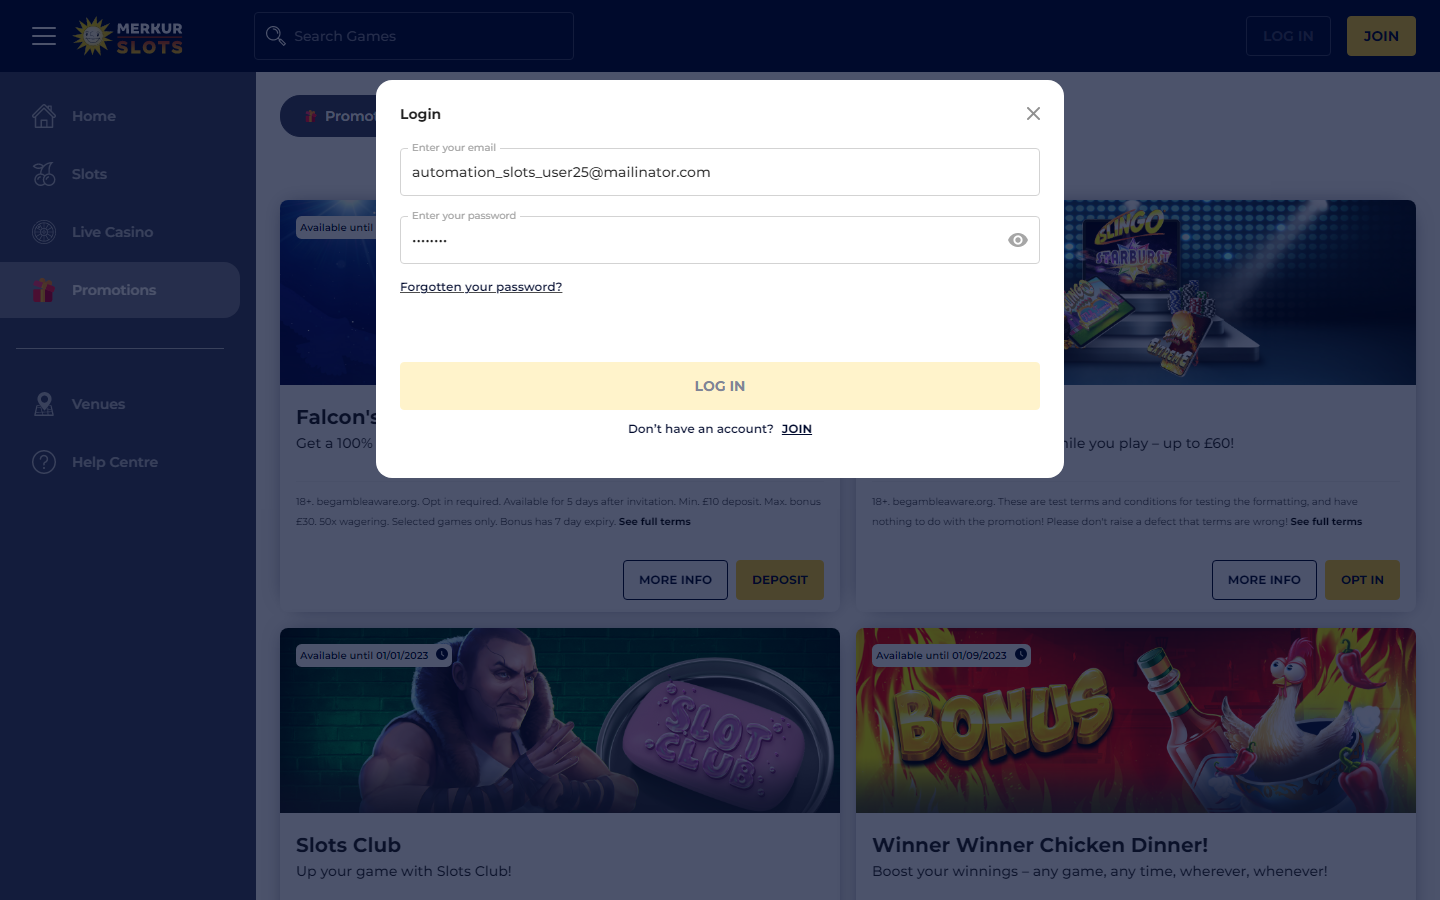 MERKUR
SLOTS
Search Games
LOG IN
JOIN
Home
Slots
Live Casino
Promotions
Venues
Help Centre
Login
Enter your email
automation_slots_user25@mailinator.com
Enter your password
••••••••
Forgotten your password?
LOG IN
Don't have an account? JOIN
Available until
SLINGO
STARBURST
Falcon's
Get a 100%
while you play – up to £60!
18+. begambleaware.org. Opt in required. Available for 5 days after invitation. Min. £10 deposit. Max. bonus
£30. 50x wagering. Selected games only. Bonus has 7 day expiry. See full terms
MORE INFO
DEPOSIT
18+. begambleaware.org. These are test terms and conditions for testing the formatting, and have
nothing to do with the promotion! Please don't raise a defect that terms are wrong! See full terms
MORE INFO
OPT IN
Available until 01/01/2023
SLOT
CLUB
Slots Club
Up your game with Slots Club!
Available until 01/09/2023
BONUS
Winner Winner Chicken Dinner!
Boost your winnings – any game, any time, wherever, whenever!